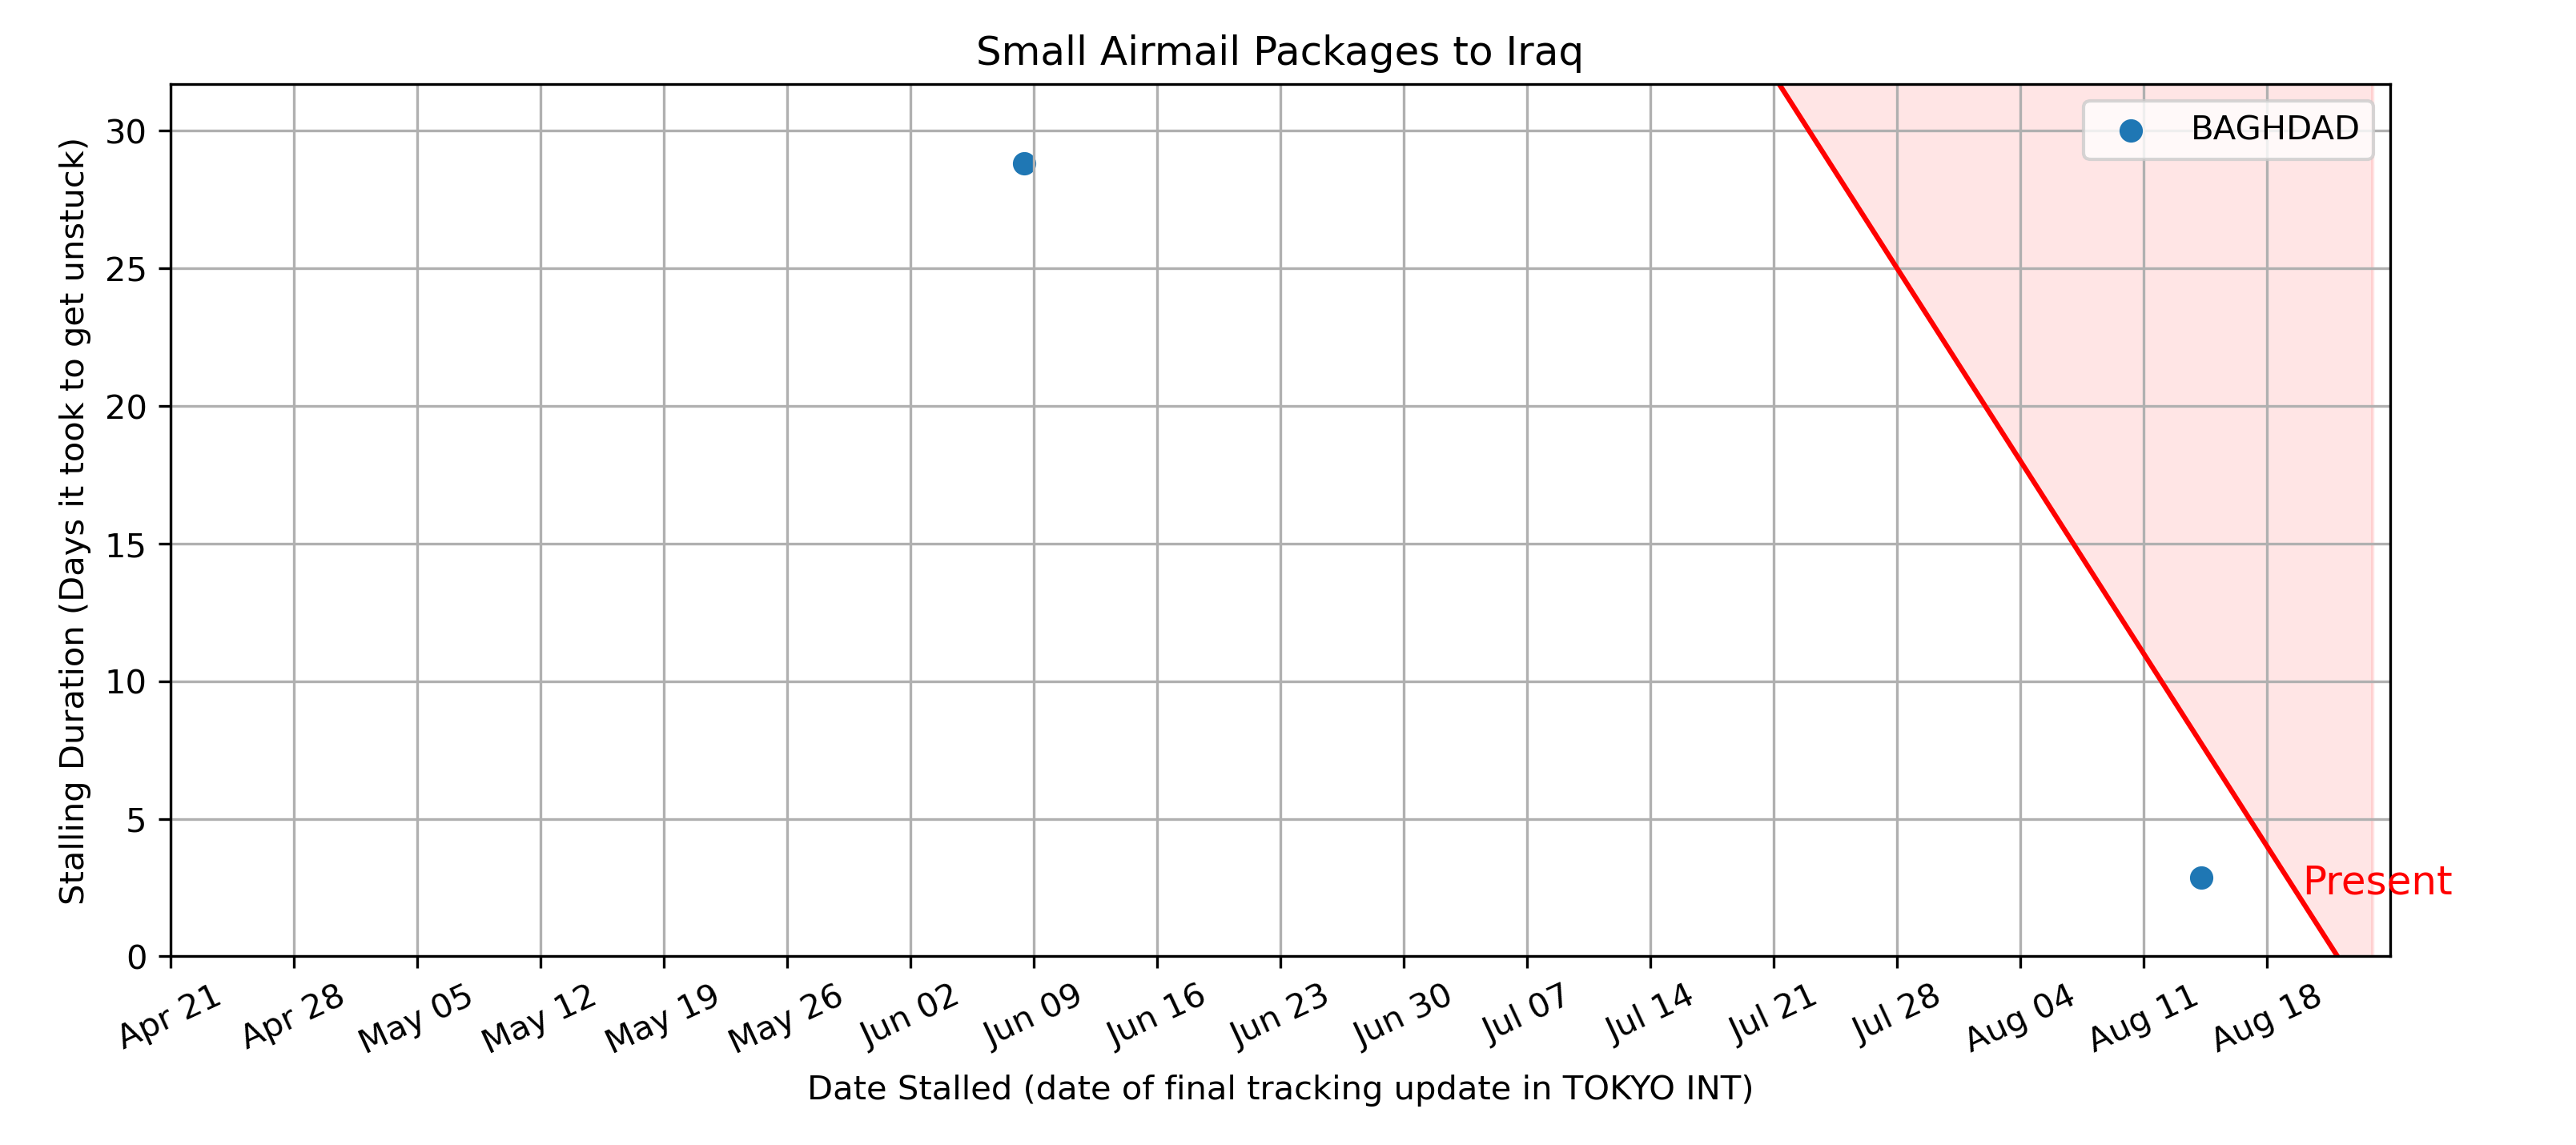 Small Airmail Packages to Iraq
BAGHDAD
Stalling Duration (Days it took to get unstuck)
30
25
20
15
10
5
0
Present
Apr 21
Apr 28
May 05
May 12
May 19
May 26
Jun 02
Jun 09
Jun 16
Jun 23
Jun 30
Jul 07
Jul 14
Jul 21
Jul 28
Aug 04
Aug 11
Aug 18
Date Stalled (date of final tracking update in TOKYO INT)